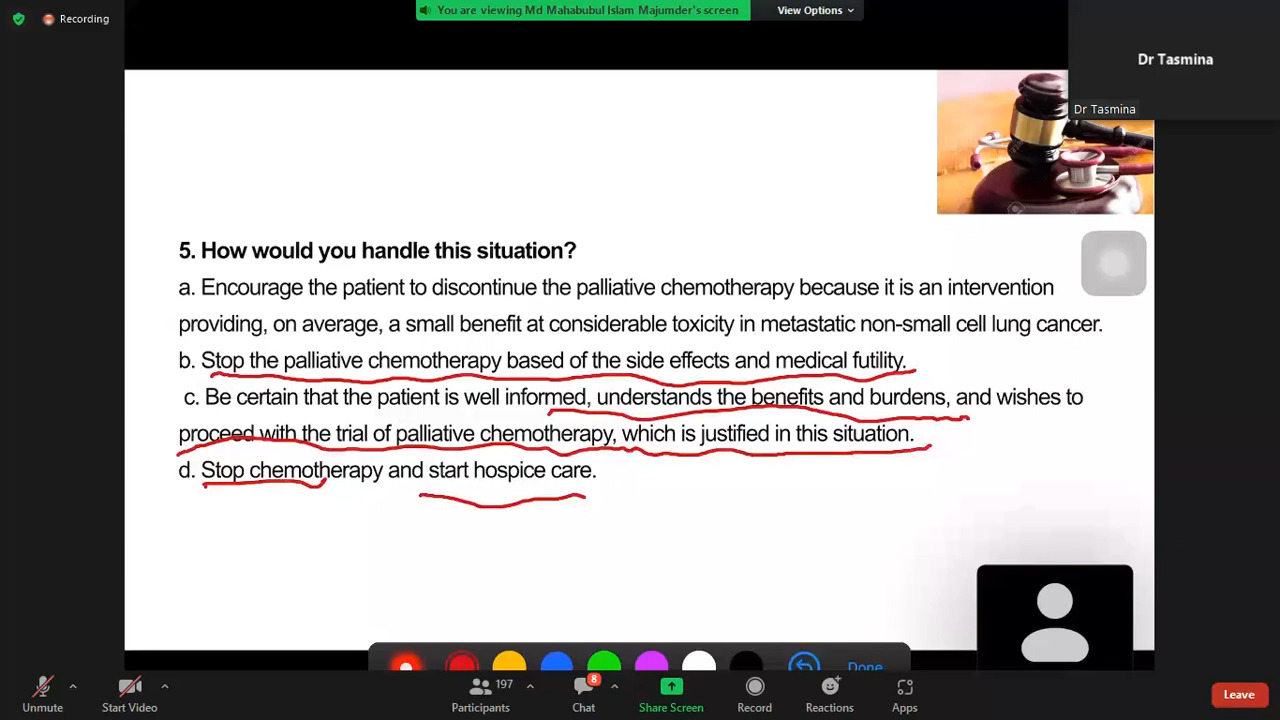 Recording
You are viewing Md Mahabubul Islam Majumder's screen
View Options
Dr Tasmina
Dr Tasmina
5. How would you handle this situation?
a. Encourage the patient to discontinue the palliative chemotherapy because it is an intervention
providing, on average, a small benefit at considerable toxicity in metastatic non-small cell lung cancer.
b. Stop the palliative chemotherapy based of the side effects and medical futility.
c. Be certain that the patient is well informed, understands the benefits and burdens, and wishes to
proceed with the trial of palliative chemotherapy, which is justified in this situation.
d. Stop chemotherapy and start hospice care.
Done
197
8
Unmute
Start Video
Participants
Chat
Share Screen
Record
Reactions
Apps
Leave